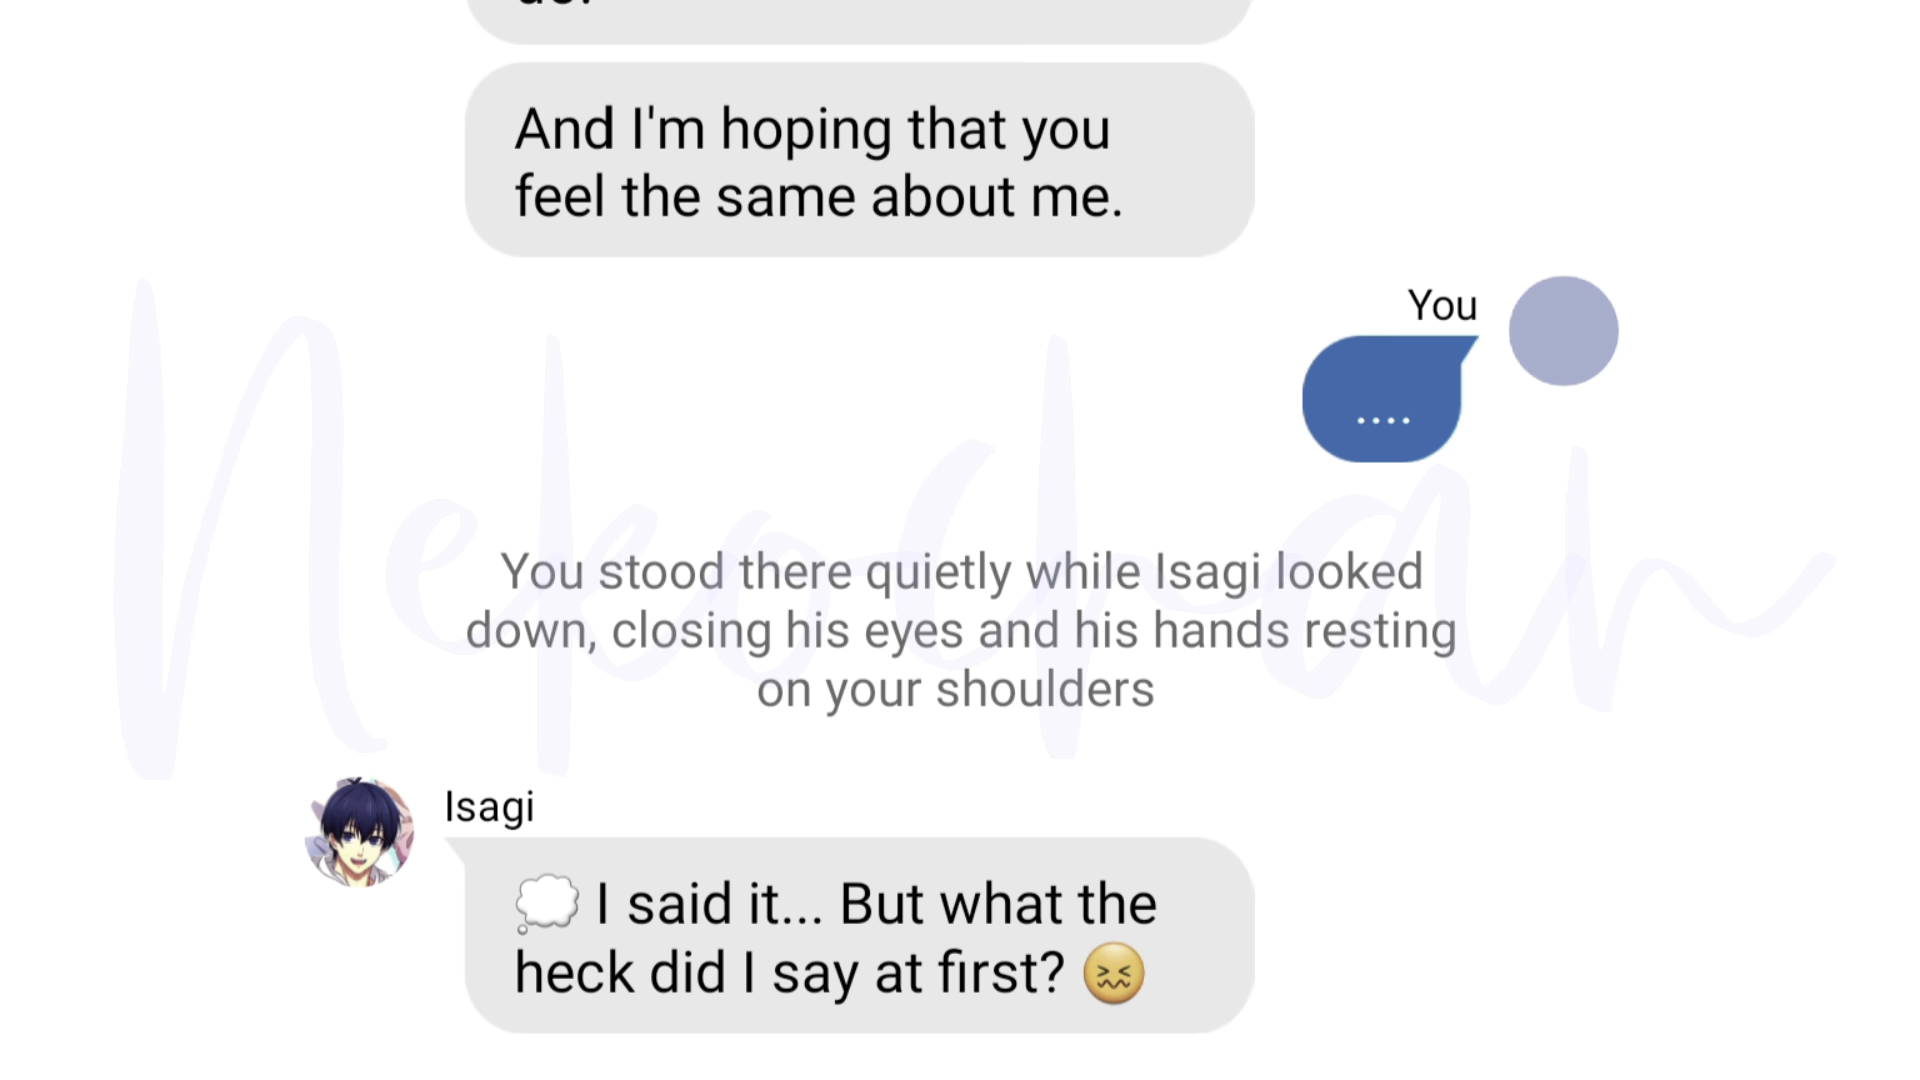 And I'm hoping that you
feel the same about me.
You
....
You stood there quietly while Isagi looked
down, closing his eyes and his hands resting
on your shoulders
Isagi
💭 I said it... But what the
heck did I say at first? 😖
Nekochan